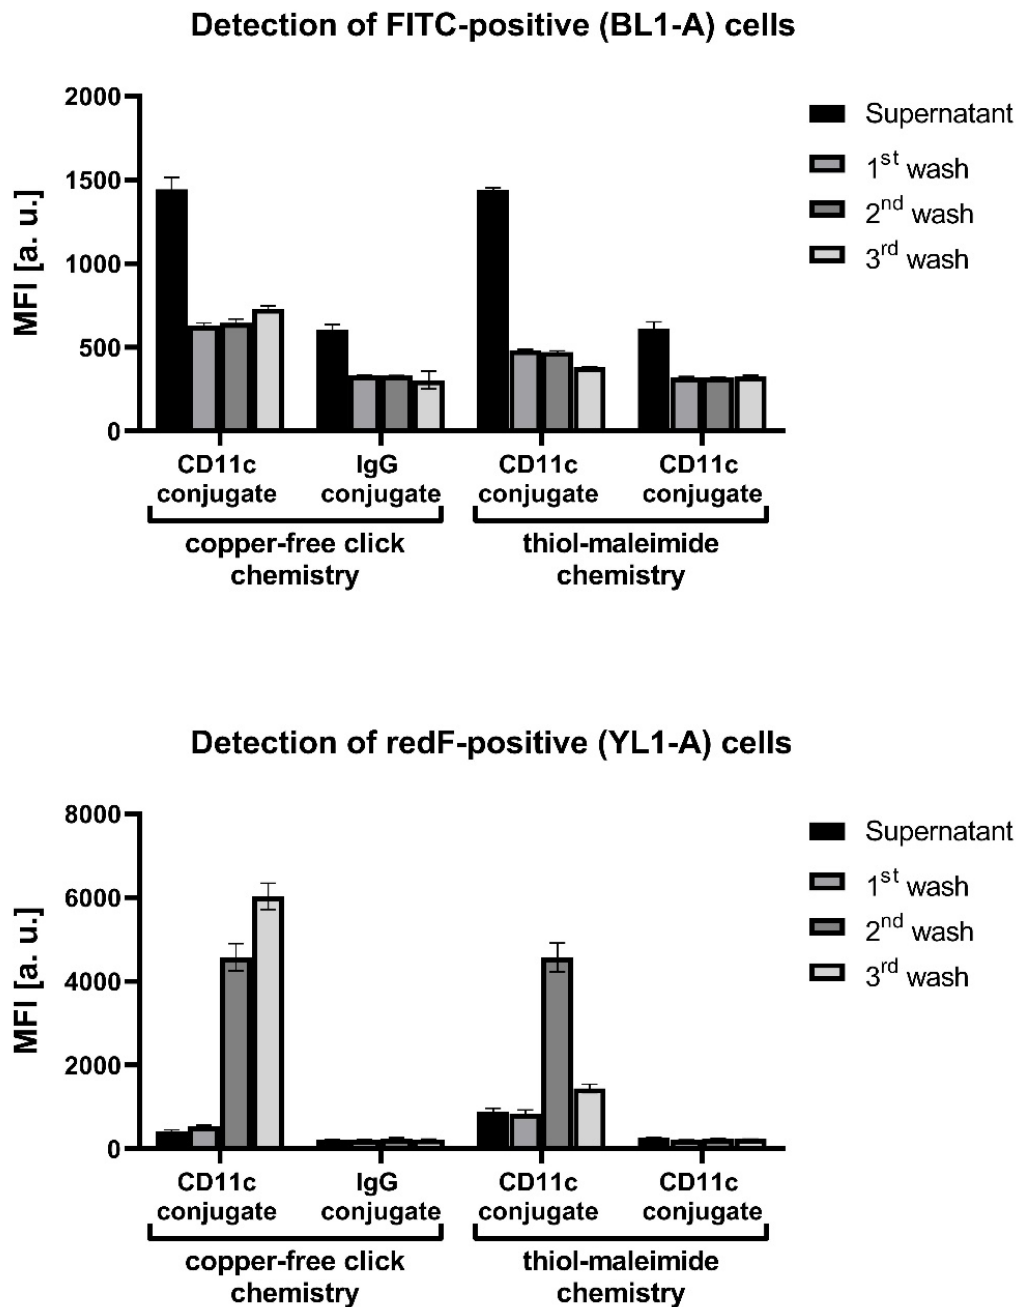 Detection of FITC-positive (BL1-A) cells
MFI [a. u.]
2000
1500
1000
500
0
Supernatant
1st wash
2nd wash
3rd wash
CD11c conjugate
IgG conjugate
CD11c conjugate
CD11c conjugate
copper-free click
chemistry
thiol-maleimide
chemistry
Detection of redF-positive (YL1-A) cells
MFI [a. u.]
8000
6000
4000
2000
0
Supernatant
1st wash
2nd wash
3rd wash
CD11c conjugate
IgG conjugate
CD11c conjugate
CD11c conjugate
copper-free click
chemistry
thiol-maleimide
chemistry